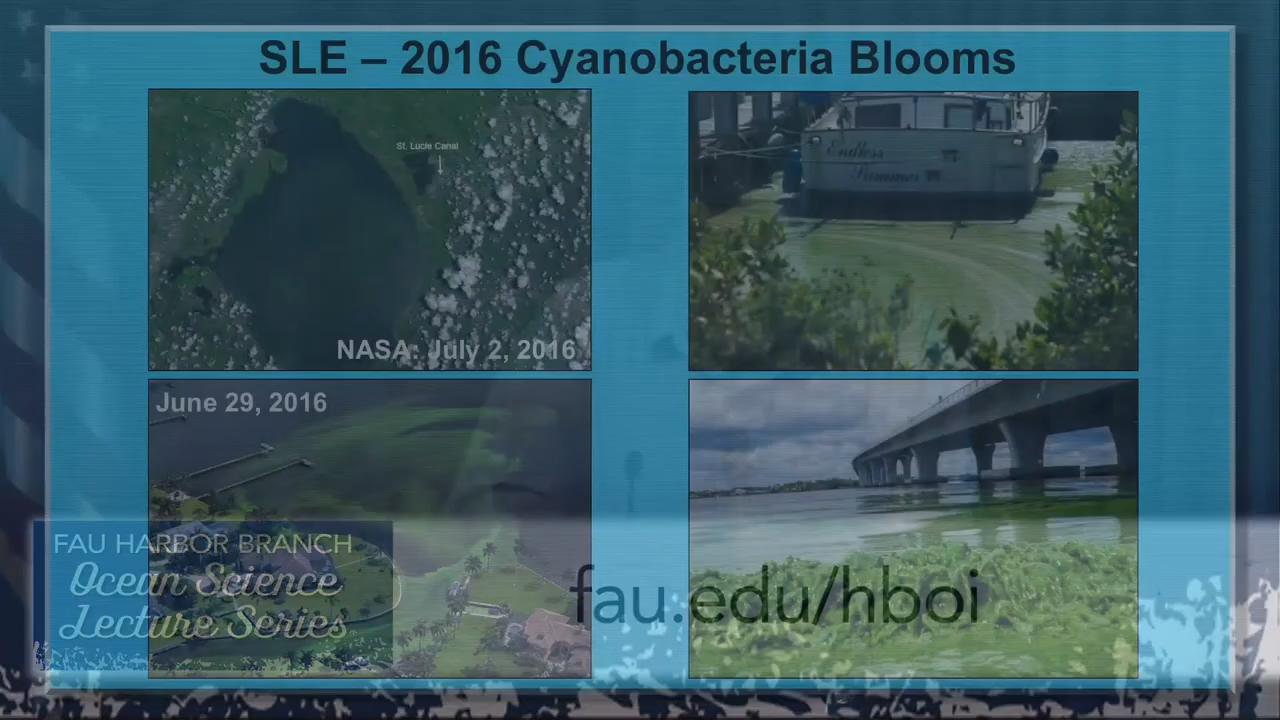 SLE – 2016 Cyanobacteria Blooms
St. Lucie Canal
NASA: July 2, 2016
Endless
Summer
June 29, 2016
FAU HARBOR BRANCH
Ocean Science
Lecture Series
fau.edu/hboi